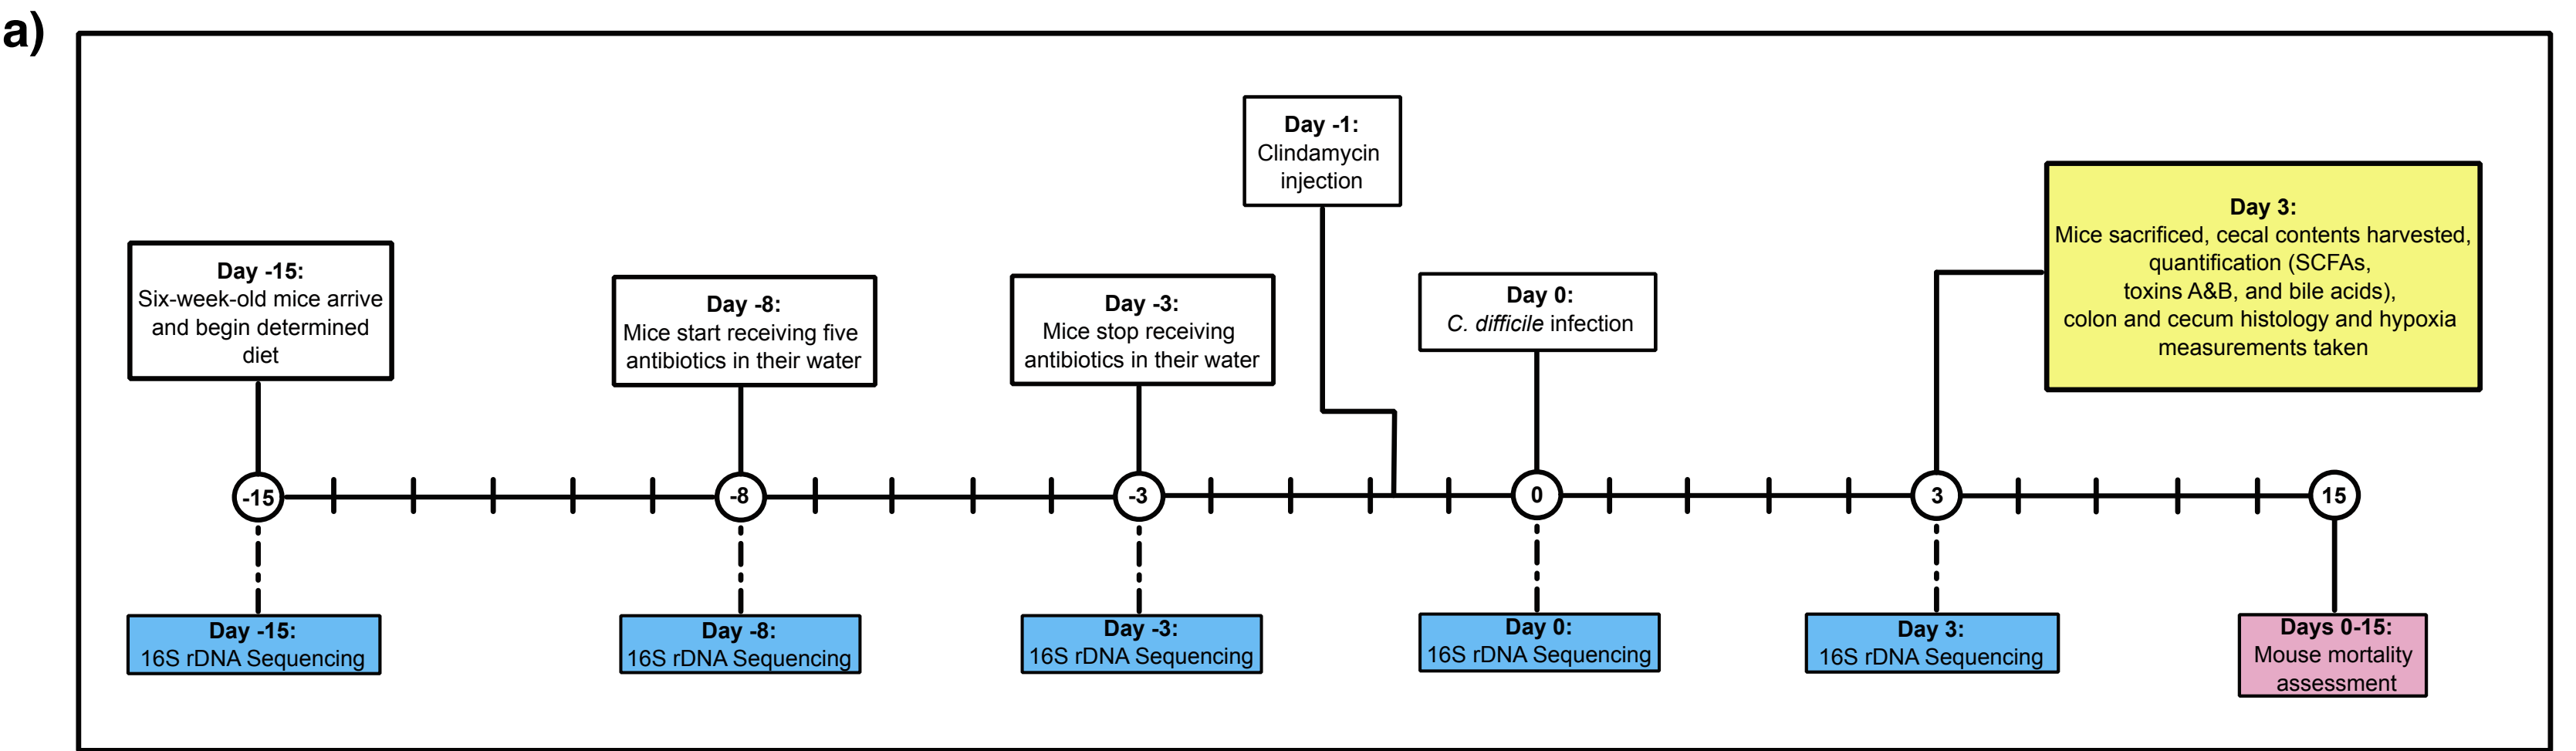 a)
Day -1:
Clindamycin
injection
Day -15:
Six-week-old mice arrive
and begin determined
diet
Day -8:
Mice start receiving five
antibiotics in their water
Day -3:
Mice stop receiving
antibiotics in their water
Day 0:
C. difficile infection
Day 3:
Mice sacrificed, cecal contents harvested,
quantification (SCFAs,
toxins A&B, and bile acids),
colon and cecum histology and hypoxia
measurements taken
-15
-8
-3
0
3
15
Day -15:
16S rDNA Sequencing
Day -8:
16S rDNA Sequencing
Day -3:
16S rDNA Sequencing
Day 0:
16S rDNA Sequencing
Day 3:
16S rDNA Sequencing
Days 0-15:
Mouse mortality
assessment